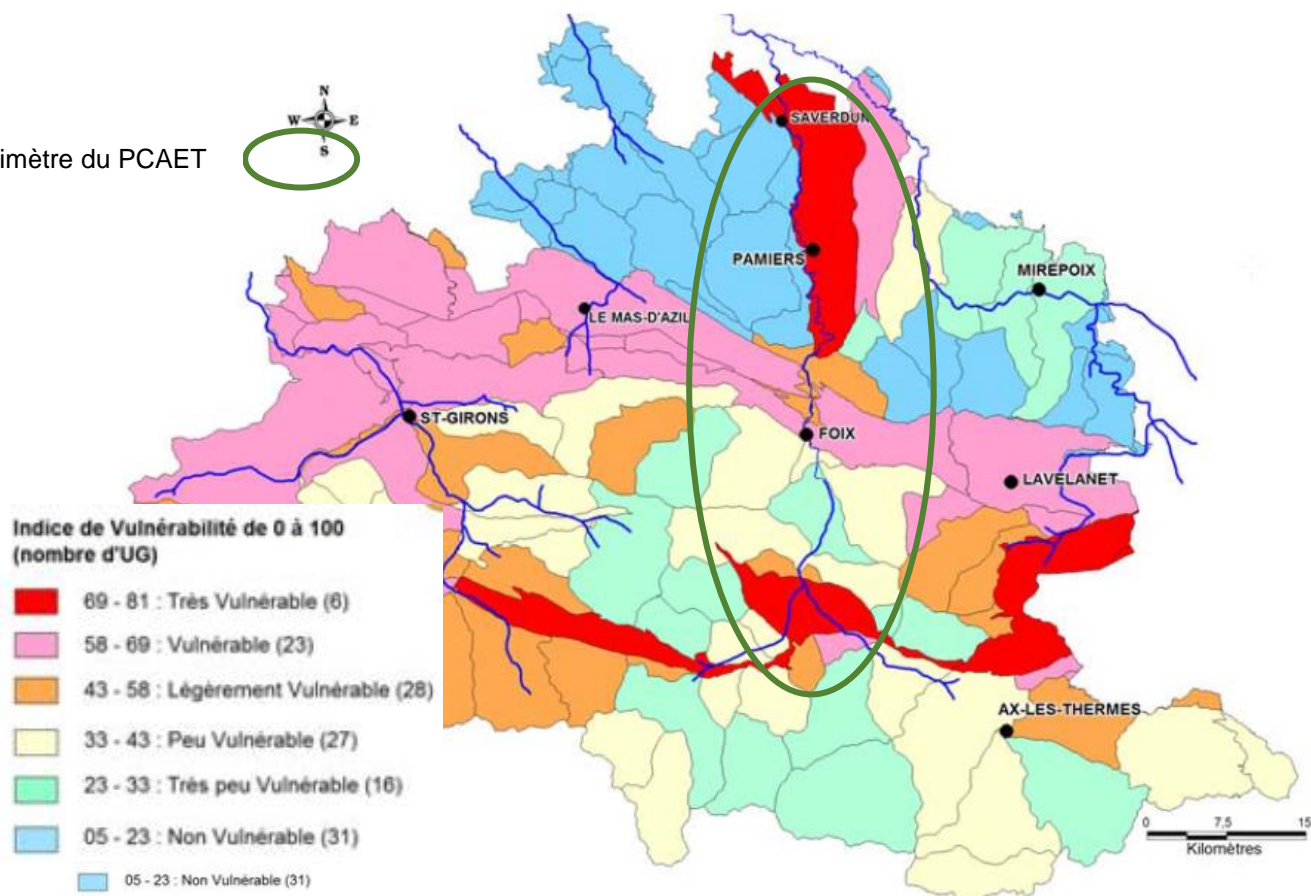 N
W E
S
imètre du PCAET
SAVERDUN
PAMIERS
MIREPOIX
LE MAS-D'AZIL
ST-GIRONS
FOIX
LAVELANET
AX-LES-THERMES
Indice de Vulnérabilité de 0 à 100
(nombre d'UG)
69 - 81 : Très Vulnérable (6)
58 - 69 : Vulnérable (23)
43 - 58 : Légèrement Vulnérable (28)
33 - 43 : Peu Vulnérable (27)
23 - 33 : Très peu Vulnérable (16)
05 - 23 : Non Vulnérable (31)
05 - 23 : Non Vulnérable (31)
0 7,5 15
Kilomètres